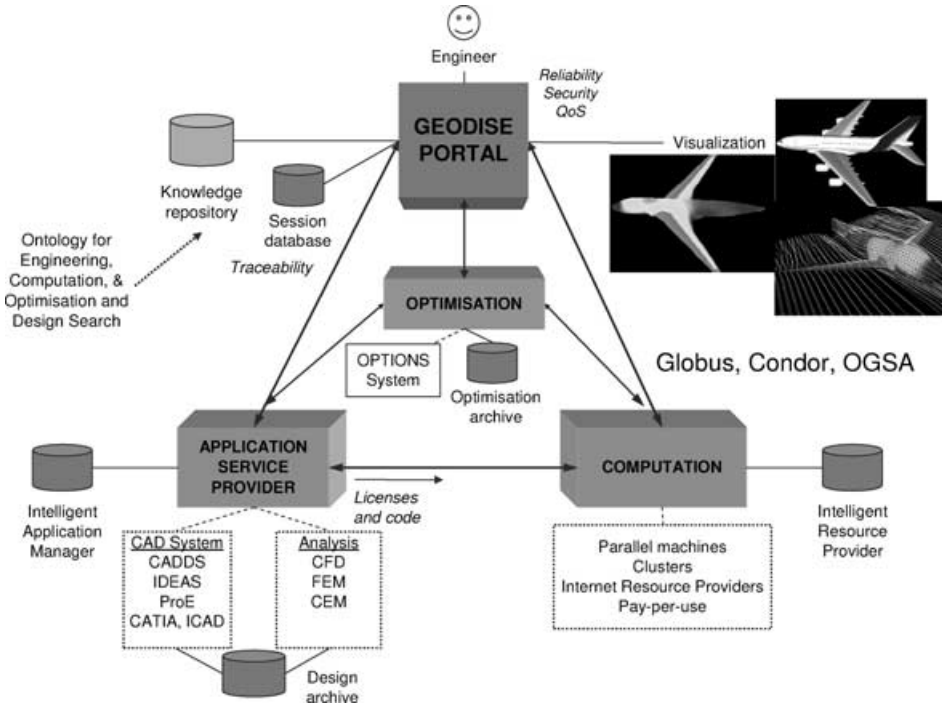 Engineer
Reliability
Security
QoS
GEODISE
PORTAL
Visualization
Knowledge
repository
Session
database
Traceability
Ontology for
Engineering,
Computation, &
Optimisation and
Design Search
OPTIMISATION
OPTIONS
System
Optimisation
archive
Globus, Condor, OGSA
APPLICATION
SERVICE
PROVIDER
COMPUTATION
Intelligent
Application
Manager
Licenses
and code
Intelligent
Resource
Provider
CAD System
CADDS
IDEAS
ProE
CATIA, ICAD
Analysis
CFD
FEM
CEM
Parallel machines
Clusters
Internet Resource Providers
Pay-per-use
Design
archive